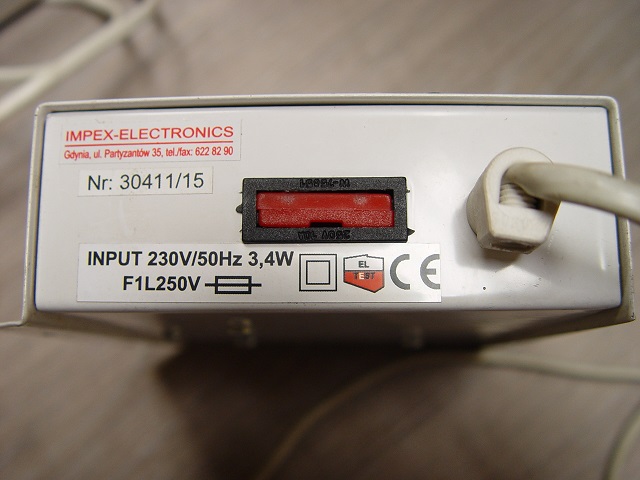 IMPEX-ELECTRONICS
Gdynia, ul. Partyzantów 35, tel./fax: 622 82 90
Nr: 30411/15
INPUT 230V/50Hz 3,4W
F1L250V
EL
TEST
CE